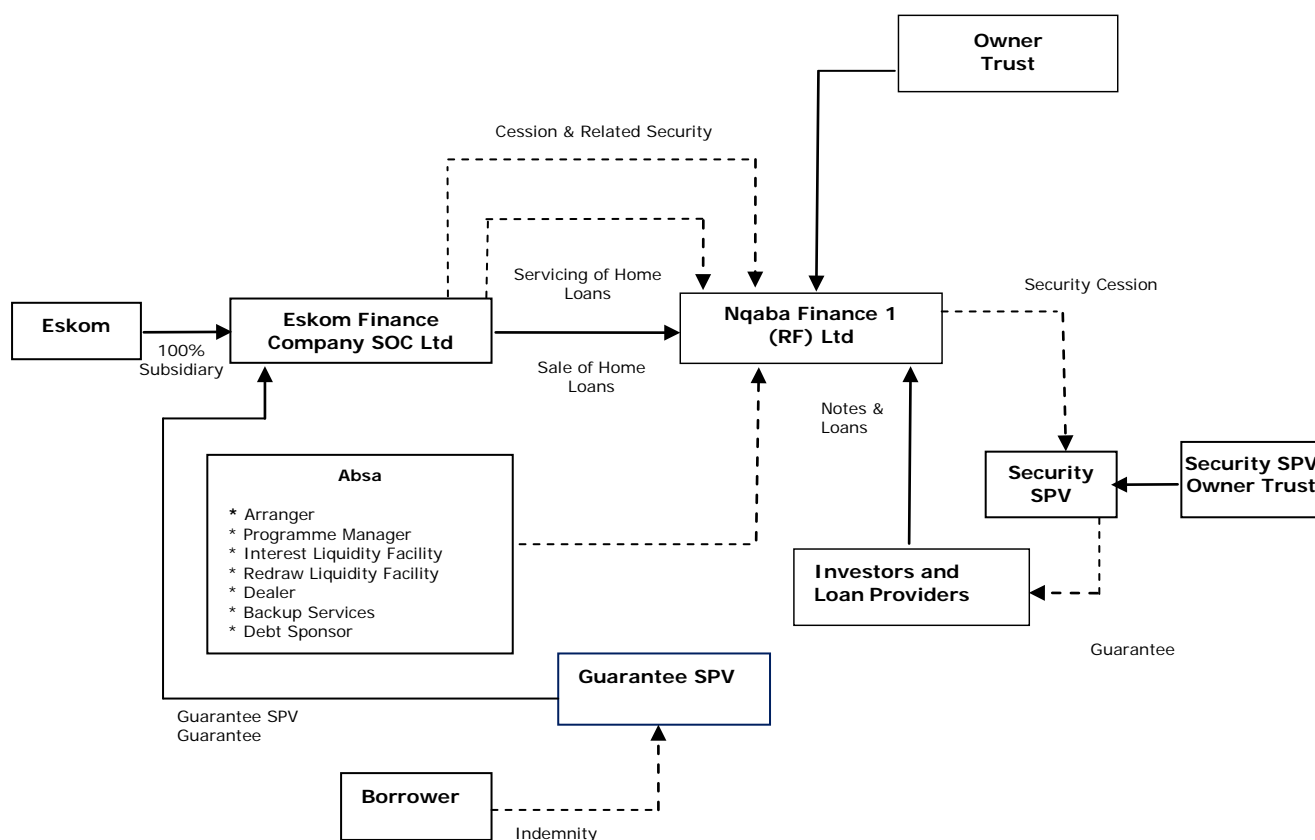 Owner
Trust
Cession & Related Security
Servicing of Home
Loans
Security Cession
Eskom
Eskom Finance
Company SOC Ltd
Nqaba Finance 1
(RF) Ltd
100%
Subsidiary
Sale of Home
Loans
Notes &
Loans
Absa
* Arranger
* Programme Manager
* Interest Liquidity Facility
* Redraw Liquidity Facility
* Dealer
* Backup Services
* Debt Sponsor
Security
SPV
Security SPV
Owner Trust
Investors and
Loan Providers
Guarantee
Guarantee SPV
Guarantee SPV
Guarantee
Borrower
Indemnity